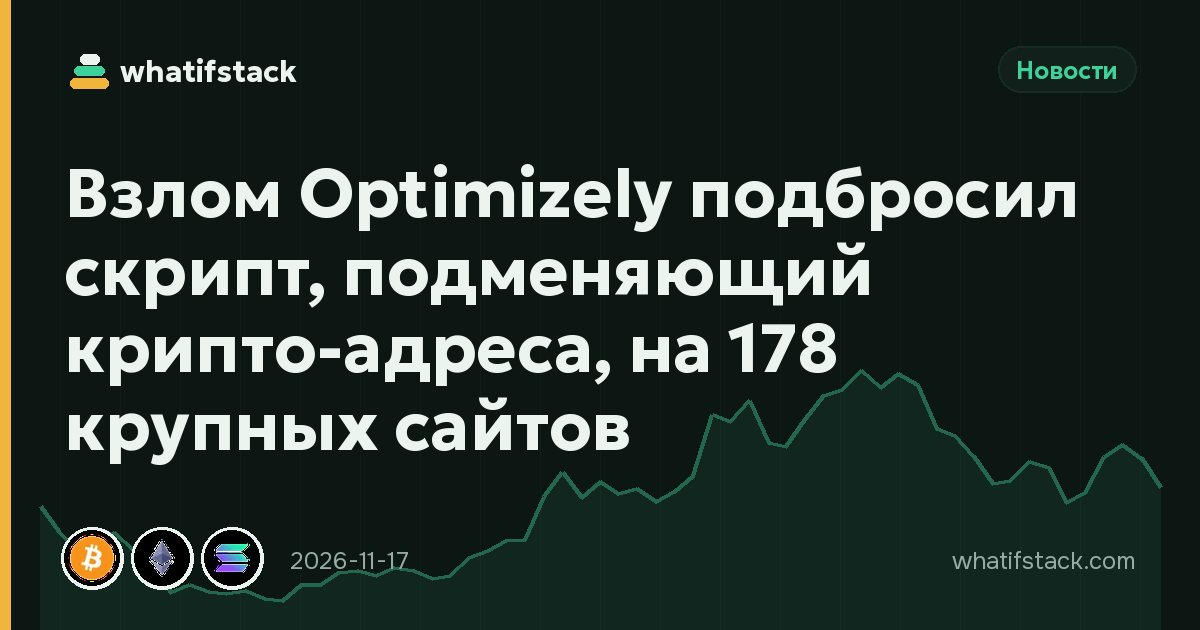 whatifstack
Новости
Взлом Optimizely подбросил
скрипт, подменяющий
крипто-адреса, на 178
крупных сайтов
2026-11-17
whatifstack.com